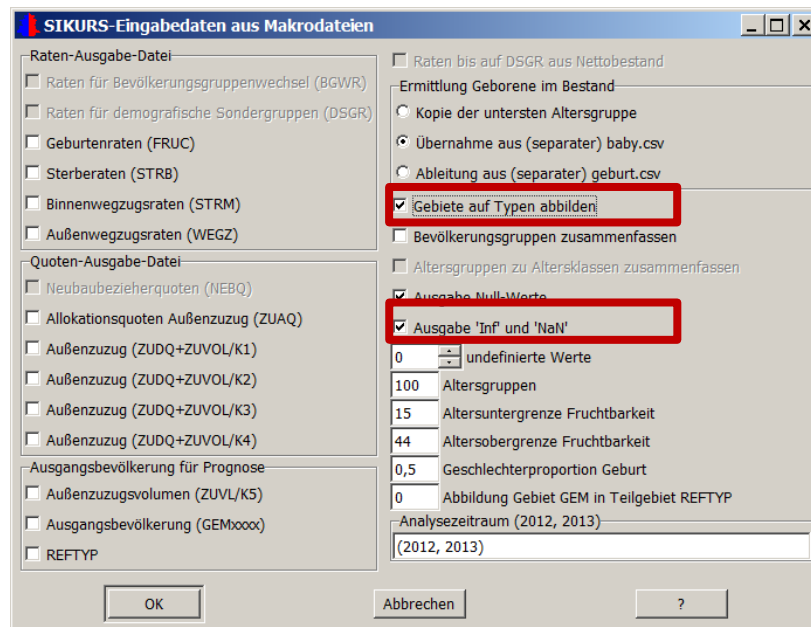 SIKURS-Eingabedaten aus Makrodateien
Raten-Ausgabe-Datei
Raten für Bevölkerungsgruppenwechsel (BGWR)
Raten für demografische Sondergruppen (DSGR)
Geburtenraten (FRUC)
Sterberaten (STRB)
Binnenwegzugsraten (STRM)
Außenwegzugsraten (WEGZ)
Quoten-Ausgabe-Datei
Neubaubezieherquoten (NEBQ)
Allokationsquoten Außenzuzug (ZUAQ)
Außenzuzug (ZUDQ+ZUVOL/K1)
Außenzuzug (ZUDQ+ZUVOL/K2)
Außenzuzug (ZUDQ+ZUVOL/K3)
Außenzuzug (ZUDQ+ZUVOL/K4)
Ausgangsbevölkerung für Prognose
Außenzuzugsvolumen (ZUVL/K5)
Ausgangsbevölkerung (GEMxxxx)
REFTYP
Raten bis auf DSGR aus Nettobestand
Ermittlung Geborene im Bestand
Kopie der untersten Altersgruppe
Übernahme aus (separater) baby.csv
Ableitung aus (separater) geburt.csv
Gebiete auf Typen abbilden
Bevölkerungsgruppen zusammenfassen
Altersgruppen zu Altersklassen zusammenfassen
Ausgabe Null-Werte
Ausgabe 'Inf' und 'NaN'
0 undefinierte Werte
100 Altersgruppen
15 Altersuntergrenze Fruchtbarkeit
44 Altersobergrenze Fruchtbarkeit
0,5 Geschlechterproportion Geburt
0 Abbildung Gebiet GEM in Teilgebiet REFTYP
Analysezeitraum (2012, 2013)
(2012, 2013)
OK Abbrechen ?